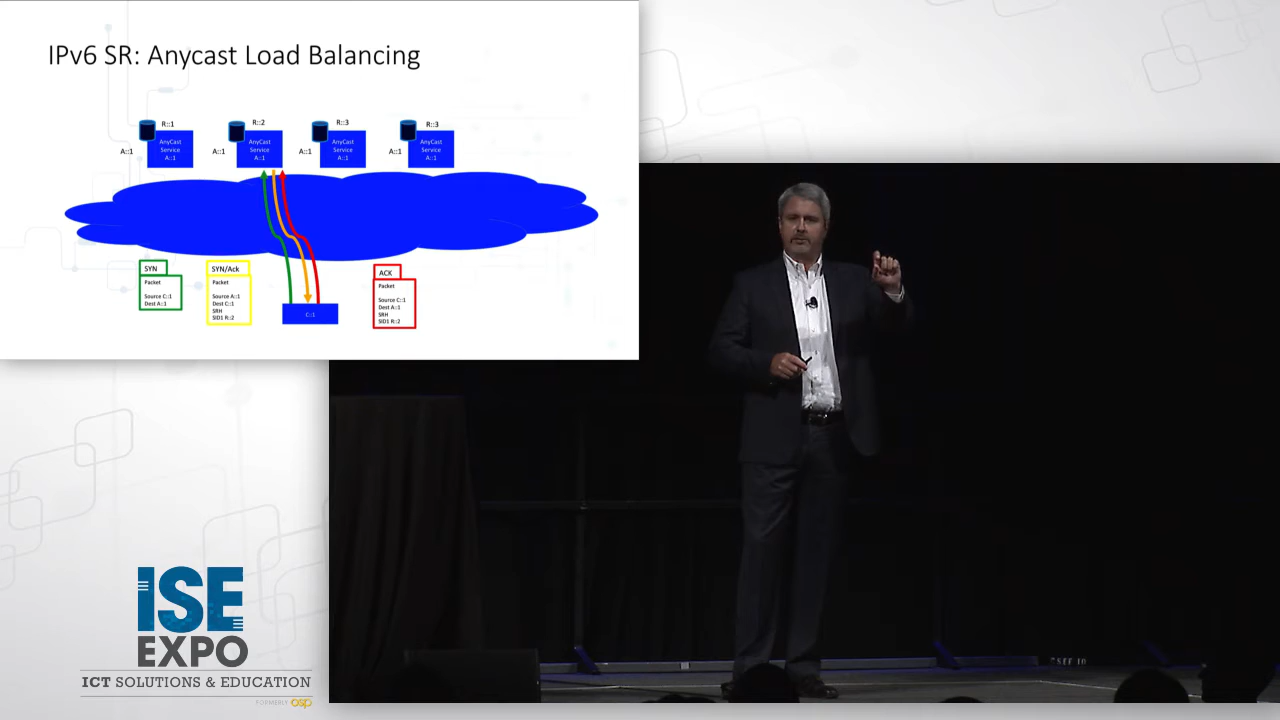 IPv6 SR: Anycast Load Balancing
R::1
R::2
R::3
R::3
A::1
AnyCast
Service
A::1
A::1
AnyCast
Service
A::1
A::1
AnyCast
Service
A::1
A::1
AnyCast
Service
A::1
SYN
Packet
Source C::1
Dest A::1
SYN/Ack
Packet
Source A::1
Dest C::1
SRH
SID1 R::2
C::1
ACK
Packet
Source C::1
Dest A::1
SRH
SID1 R::2
ISE
EXPO
ICT SOLUTIONS & EDUCATION
FORMERLY osp